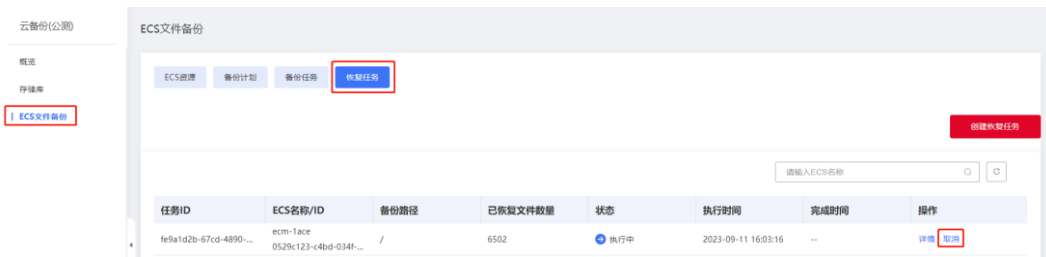 云备份(公测)
概览
存储库
ECS文件备份
ECS文件备份
ECS资源 备份计划 备份任务 恢复任务
创建恢复任务
请输入ECS名称
任务ID ECS名称/ID 备份路径 已恢复文件数量 状态 执行时间 完成时间 操作
fe9a1d2b-67cd-4890-... ecm-1ace / 6502 执行中 2023-09-11 16:03:16 -- 详情 取消
0529c123-c4bd-034f-...